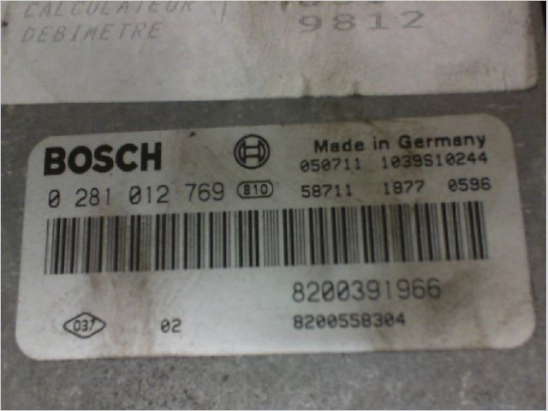 CALCULATEUR
DEBIMETRE
9812
BOSCH
Made in Germany
050711 1039S10244
0 281 012 769 810
58711 1877 0596
8200391966
037 02
8200558304